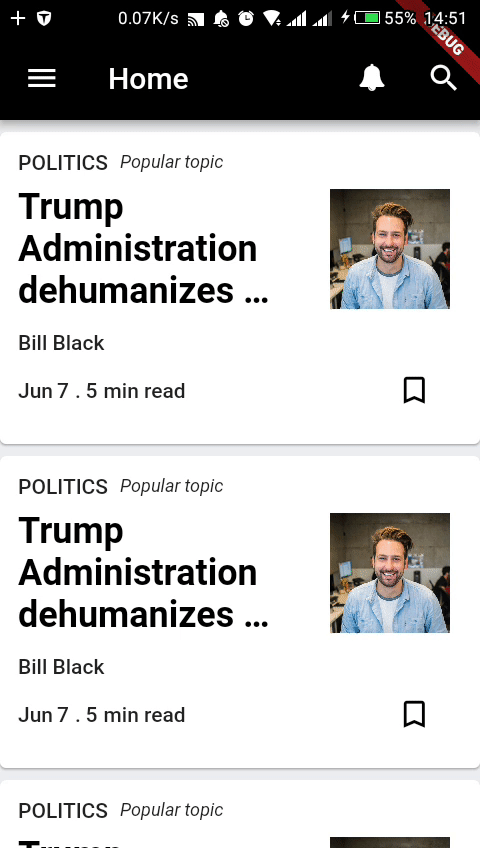 0.07K/s 55% 14:51
DEBUG
Home
POLITICS Popular topic
Trump
Administration
dehumanizes ...
Bill Black
Jun 7 . 5 min read
POLITICS Popular topic
Trump
Administration
dehumanizes ...
Bill Black
Jun 7 . 5 min read
POLITICS Popular topic
Trump